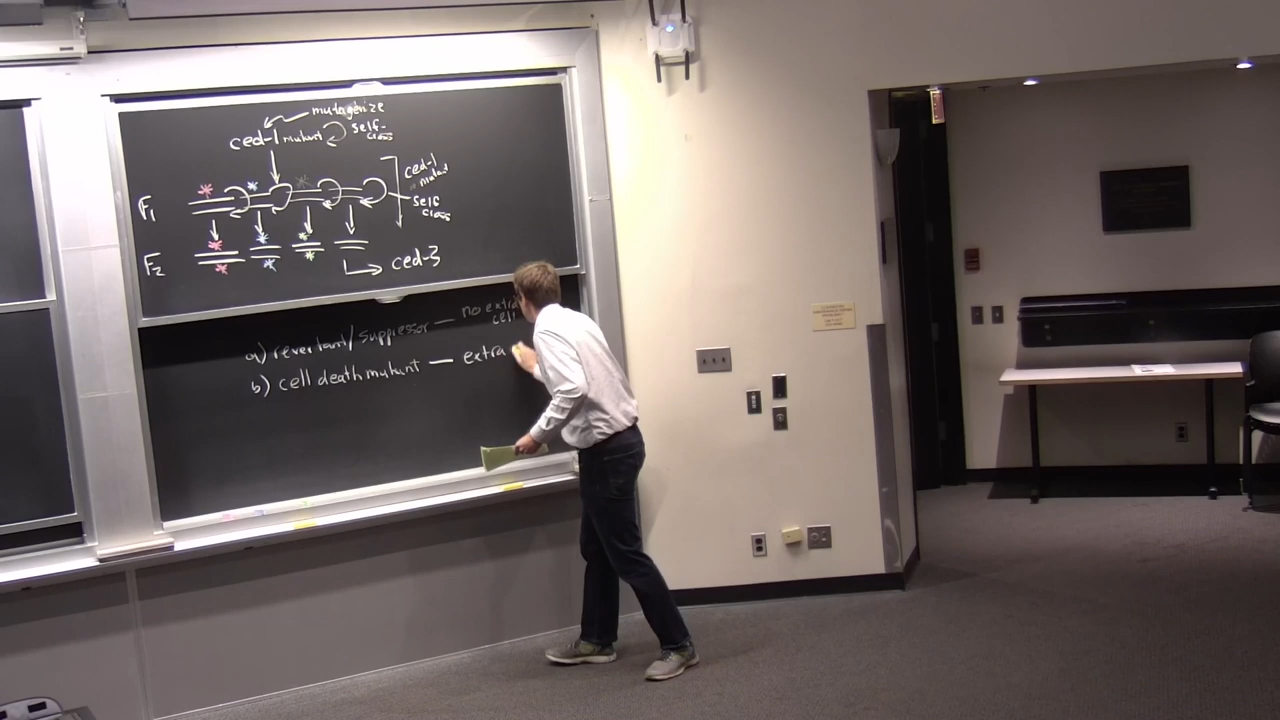 mutagenize
ced-1 mutant
self-
cross
ced-1
mutant
self
cross
F1
F2
ced-3
a) revertant/suppressor — no extra
cell
b) cell death mutant — extra